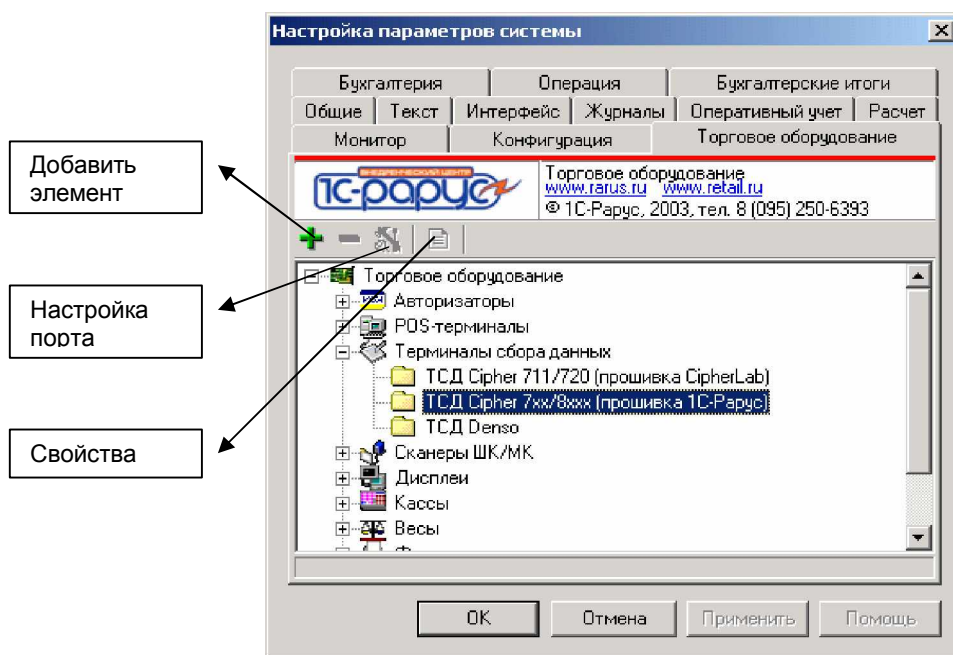 Настройка параметров системы
Бухгалтерия Операция Бухгалтерские итоги
Общие Текст Интерфейс Журналы Оперативный учет Расчет
Монитор Конфигурация Торговое оборудование
Добавить
элемент
Настройка
порта
Свойства
ВНЕДРЕНЧЕСКИЙ ЦЕНТР
1С-рарус
Торговое оборудование
www.rarus.ru www.retail.ru
© 1С-Рарус, 2003, тел. 8 (095) 250-6393
Торговое оборудование
Авторизаторы
POS-терминалы
Терминалы сбора данных
ТСД Cipher 711/720 (прошивка CipherLab)
ТСД Cipher 7xx/8xxx (прошивка 1С-Рарус)
ТСД Denso
Сканеры ШК/МК
Дисплеи
Кассы
Весы
OK Отмена Применить Помощь